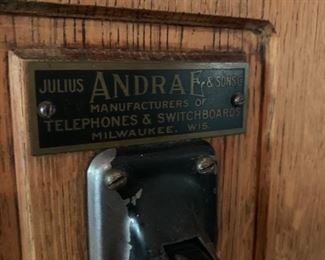 JULIUS ANDRAE & SONS Co
MANUFACTURERS OF
TELEPHONES & SWITCHBOARDS
MILWAUKEE. WIS.